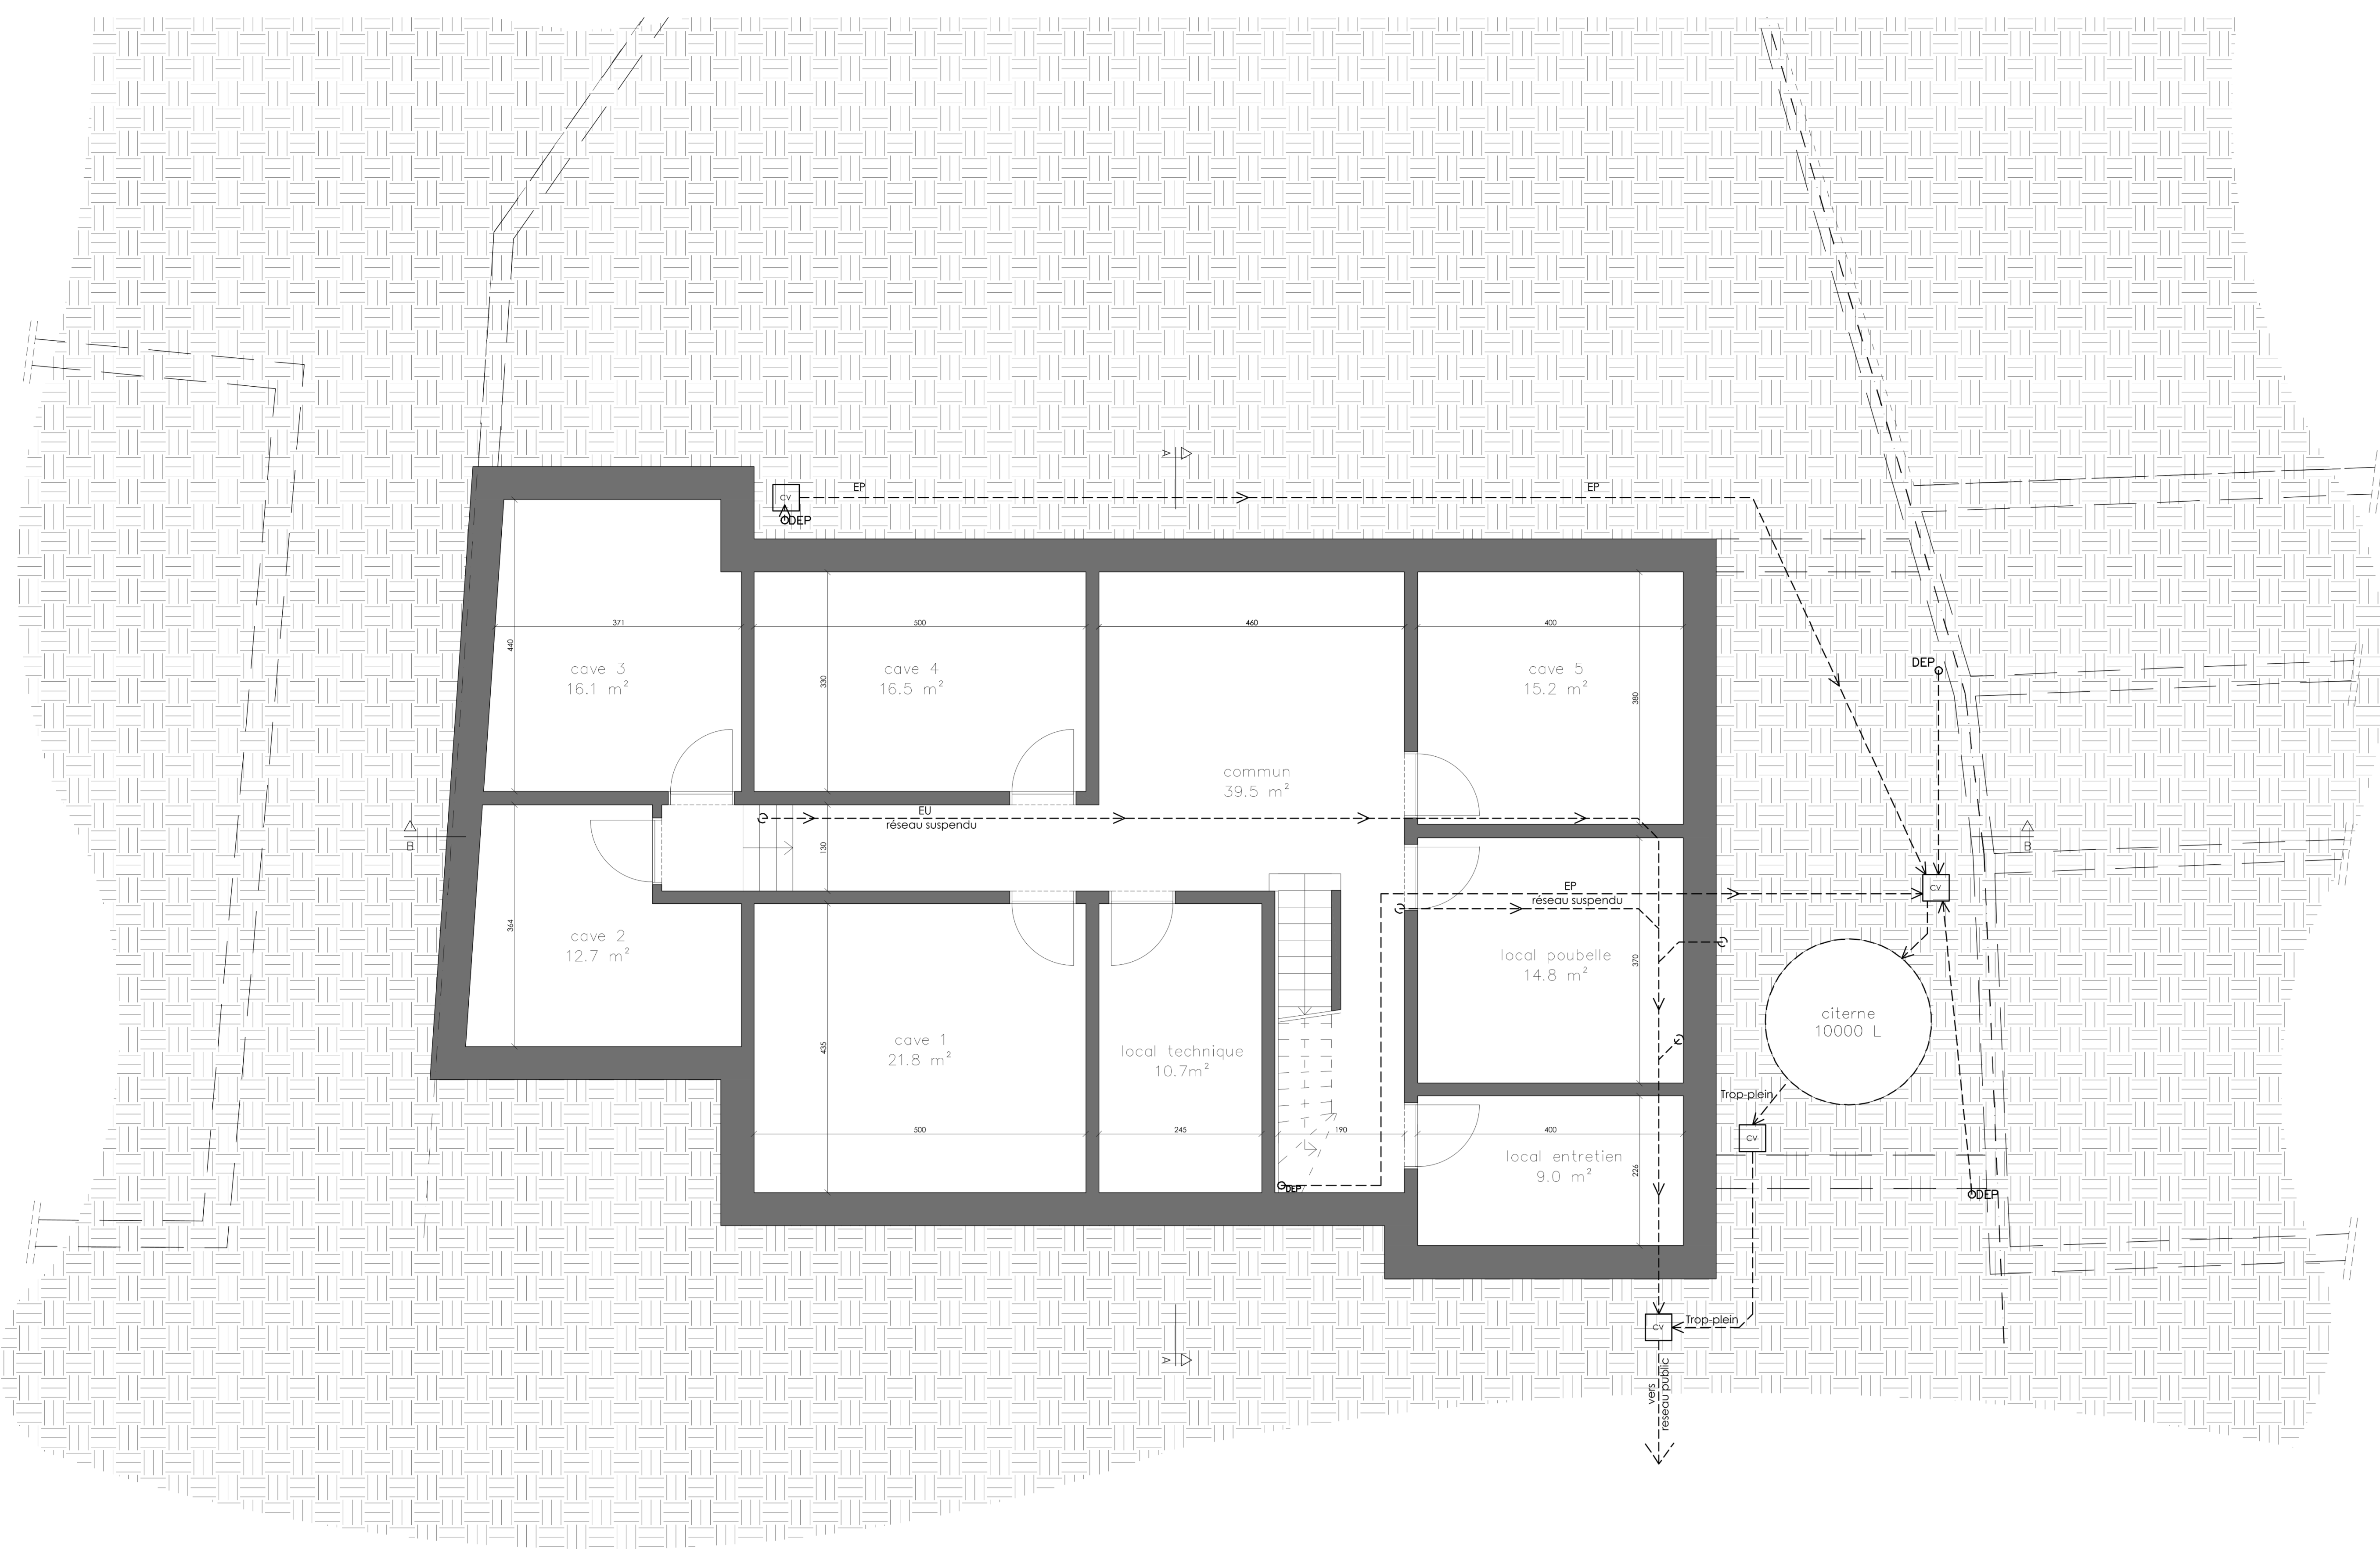 A
CV
EP
EP
DEP
371
500
460
400
440
330
380
cave 3
16.1 m²
cave 4
16.5 m²
cave 5
15.2 m²
DEP
commun
39.5 m²
EU
réseau suspendu
130
B
B
EP
réseau suspendu
CV
364
cave 2
12.7 m²
local poubelle
14.8 m²
370
citerne
10000 L
cave 1
21.8 m²
435
local technique
10.7m²
Trop-plein
CV
500
245
190
400
local entretien
9.0 m²
226
DEP
DEP
CV
Trop-plein
A
vers
reseau public